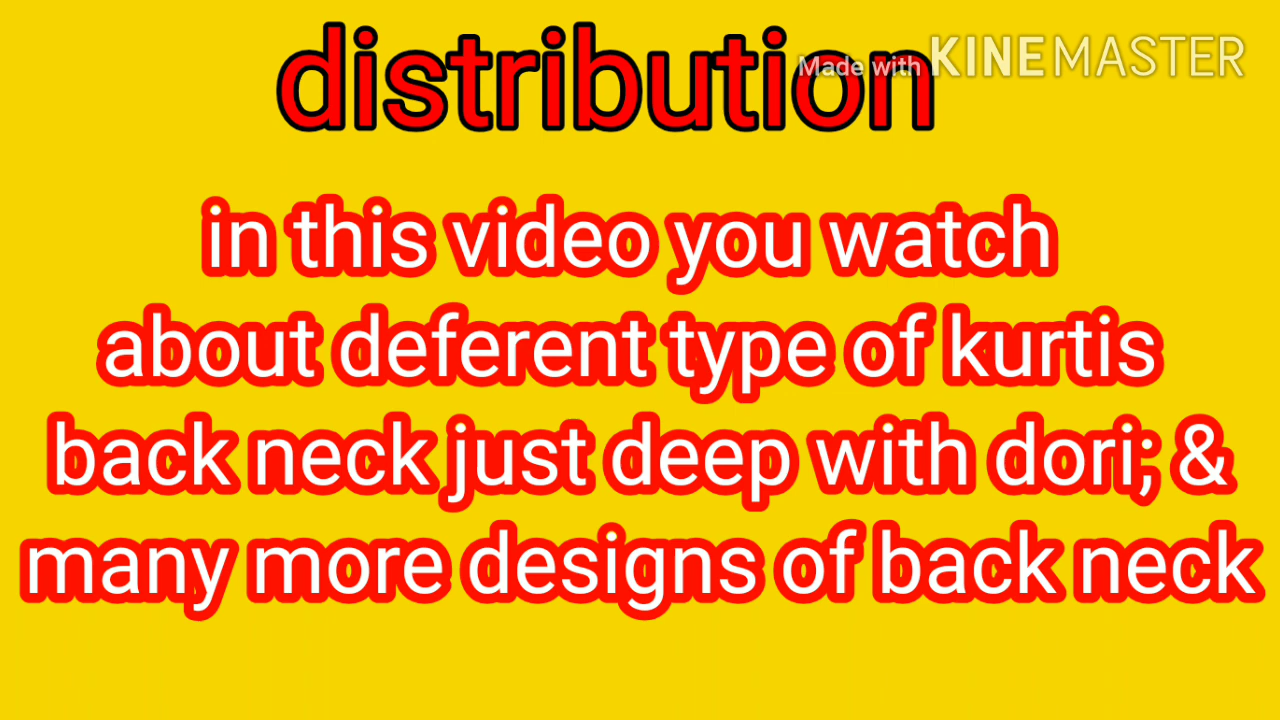 distribution
Made with KINEMASTER
in this video you watch
about deferent type of kurtis
back neck just deep with dori; &
many more designs of back neck